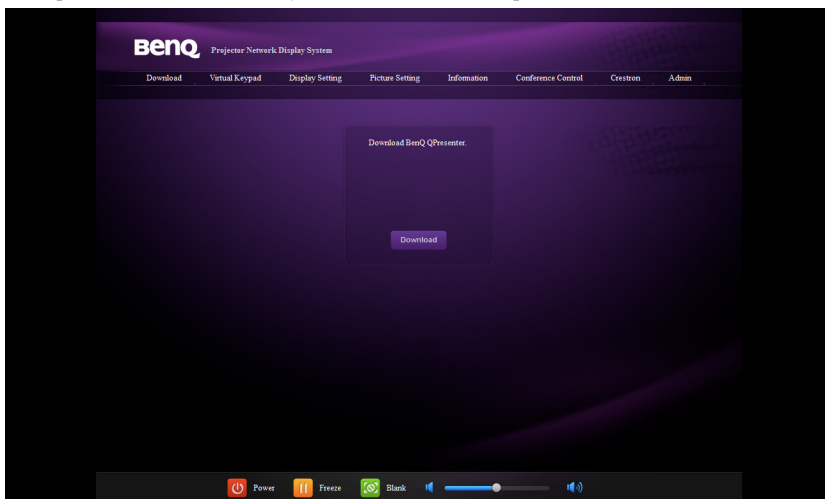 BenQ Projector Network Display System
Download Virtual Keypad Display Setting Picture Setting Information Conference Control Crestron Admin
Download BenQ QPresenter.
Download
Power Freeze Blank